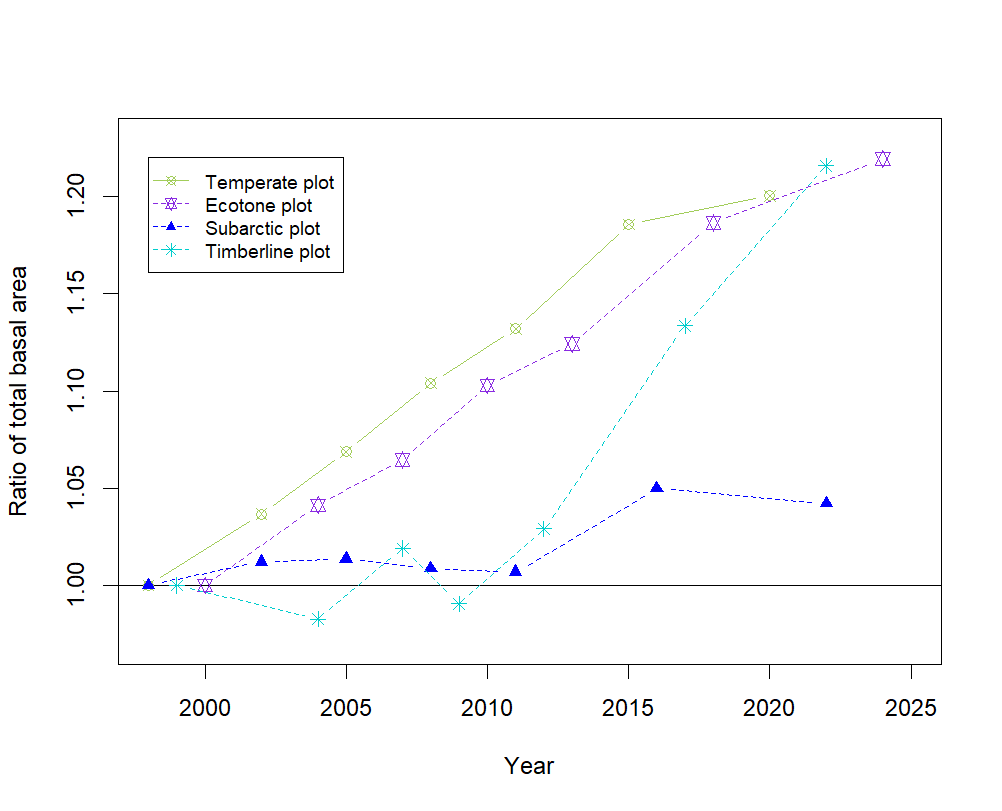 Temperate plot
Ecotone plot
Subarctic plot
Timberline plot
Ratio of total basal area
1.20
1.15
1.10
1.05
1.00
2000 2005 2010 2015 2020 2025
Year